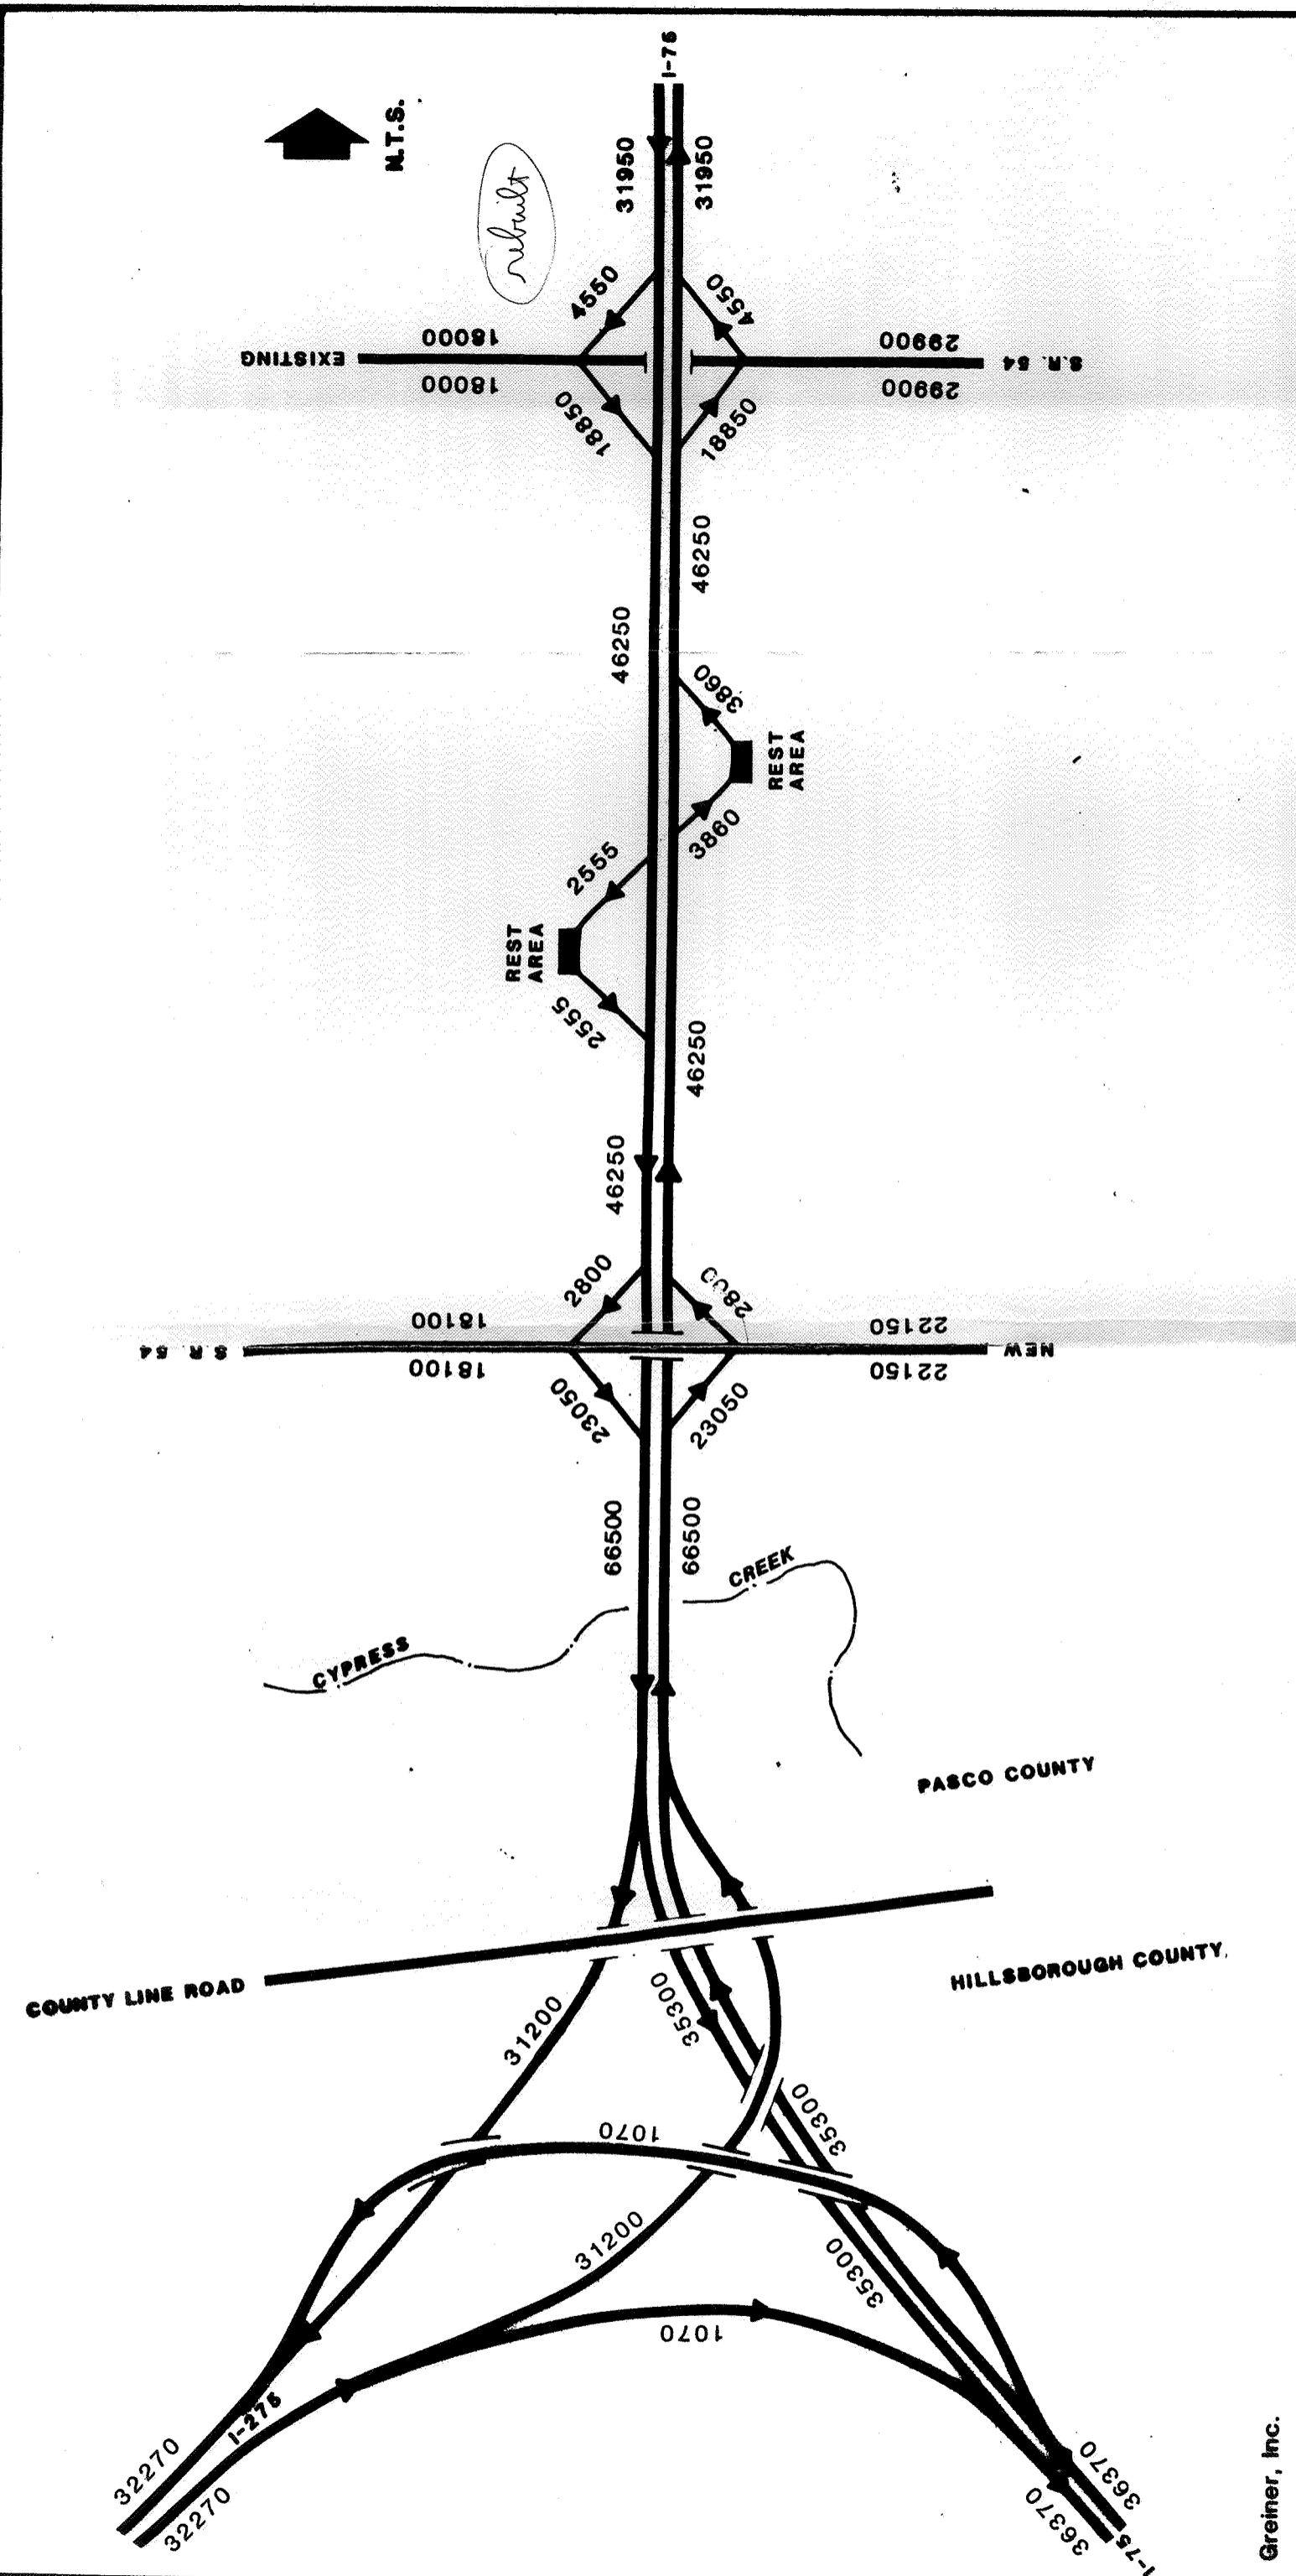 I-75
N.T.S.
rebuilt
31950
31950
4550
4550
EXISTING
18000
18000
29900
29900
S.R. 54
18850
18850
46250
46250
3860
REST
AREA
3860
2555
REST
AREA
2555
46250
46250
2800
2800
S.R. 54
18100
18100
22150
22150
NEW
23050
23050
66500
66500
CYPRESS
CREEK
PASCO COUNTY
COUNTY LINE ROAD
HILLSBOROUGH COUNTY
31200
35300
35300
1070
31200
35300
1070
I-275
32270
32270
36370
36370
I-75
Greiner, Inc.